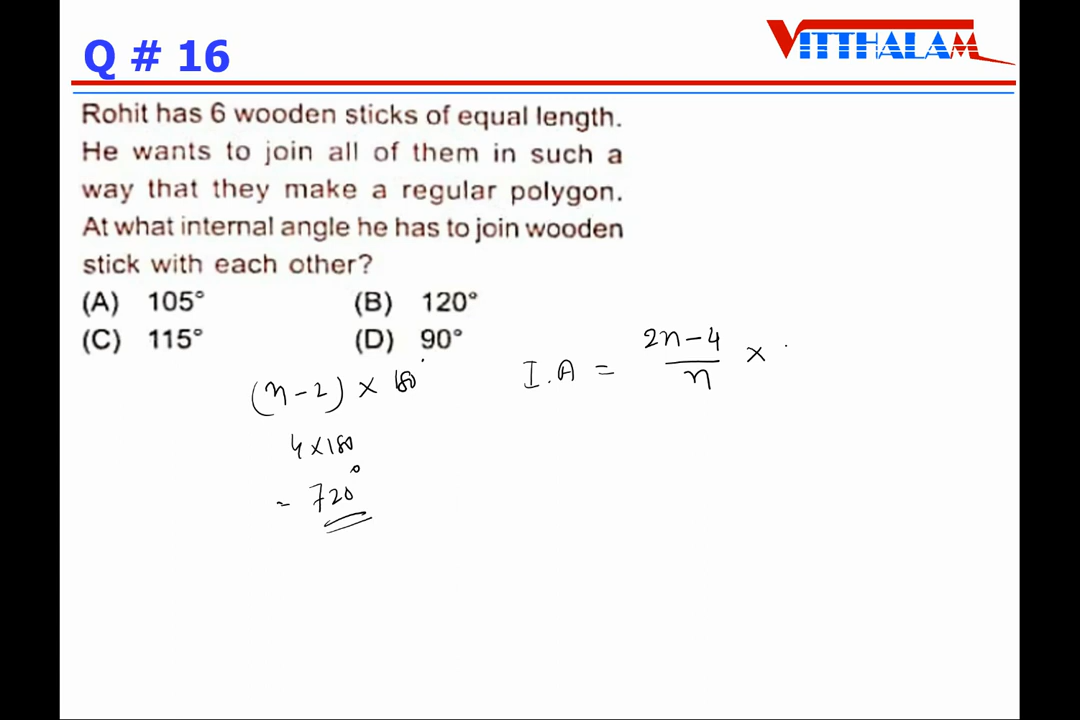 Q # 16
VITTHALAM
Rohit has 6 wooden sticks of equal length.
He wants to join all of them in such a
way that they make a regular polygon.
At what internal angle he has to join wooden
stick with each other?
(A) 105° (B) 120°
(C) 115° (D) 90°
(n-2) × 180°
I.A = 2n-4 / n ×
4×180
= 720°